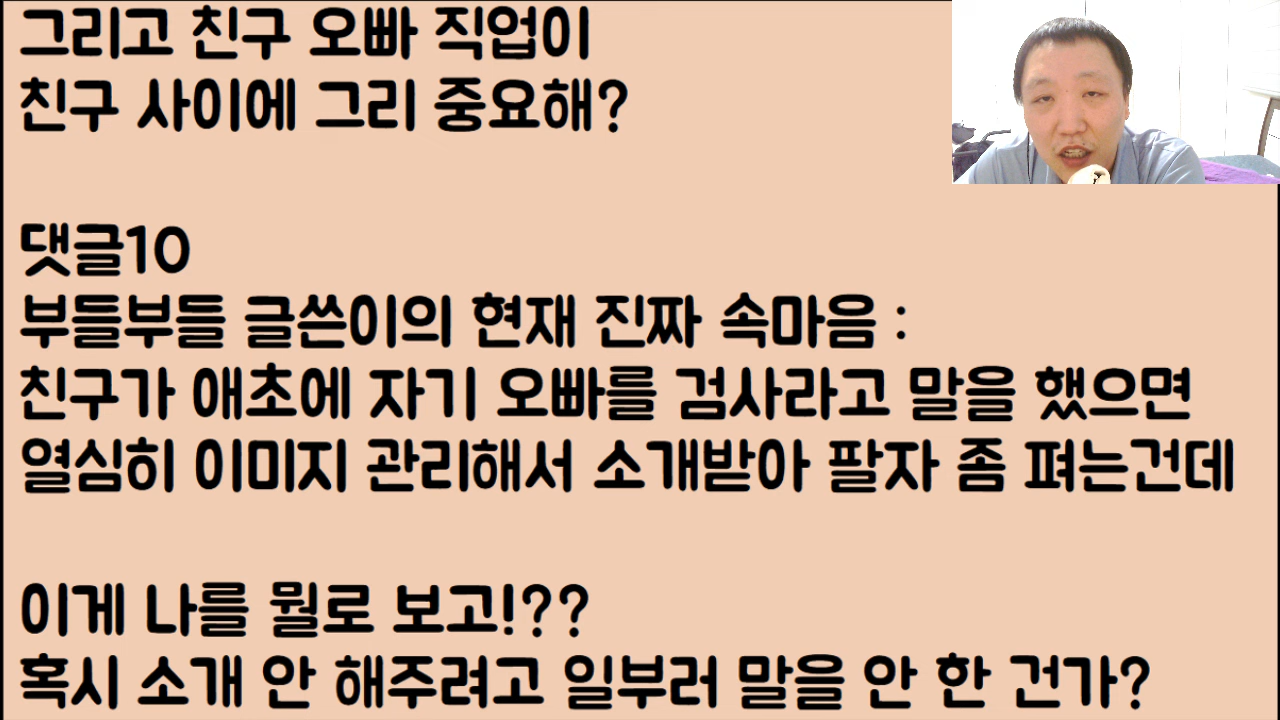 그리고 친구 오빠 직업이
친구 사이에 그리 중요해?
댓글10
부들부들 글쓴이의 현재 진짜 속마음 :
친구가 애초에 자기 오빠를 검사라고 말을 했으면
열심히 이미지 관리해서 소개받아 팔자 좀 펴는건데
이게 나를 뭘로 보고!??
혹시 소개 안 해주려고 일부러 말을 안 한 건가?